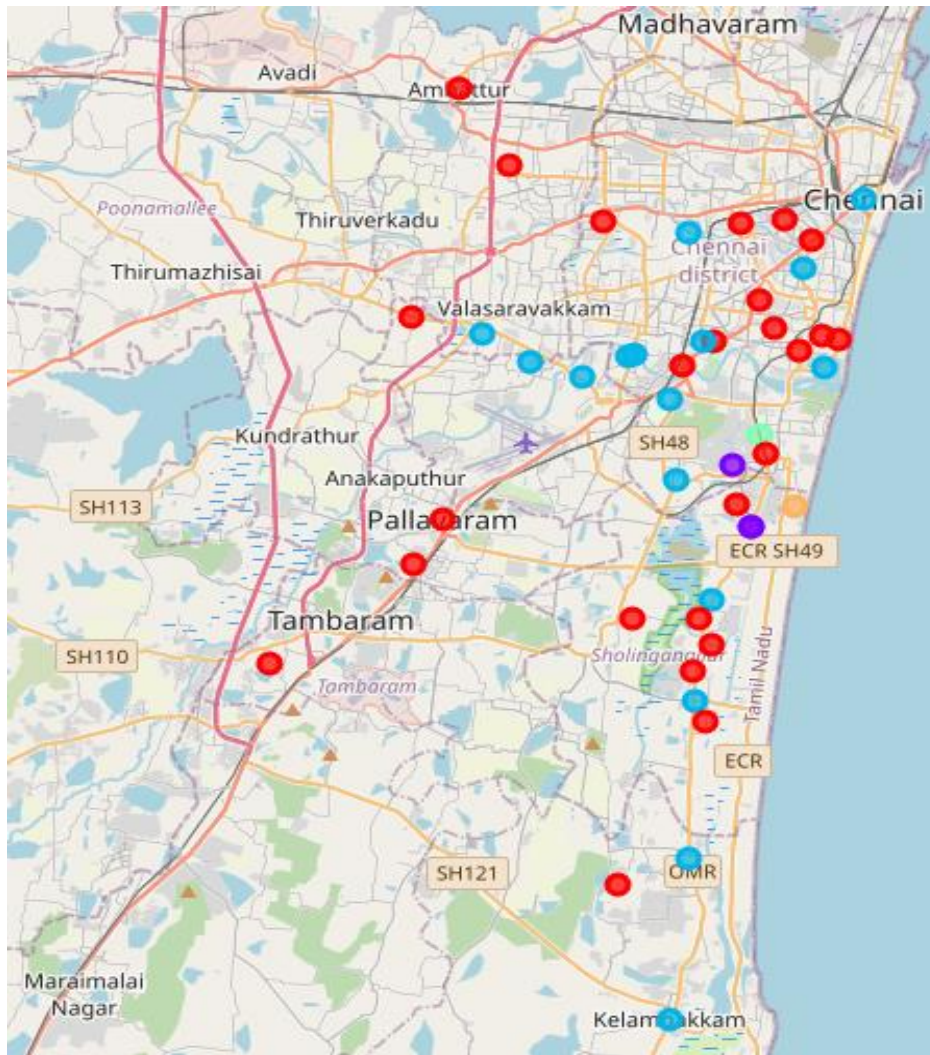 Madhavaram
Avadi
Ambattur
Poonamallee
Thiruverkadu
Chennai
Chennai
district
Thirumazhisai
Valasaravakkam
Kundrathur
SH48
Anakaputhur
SH113
Pallavaram
ECR SH49
Tambaram
SH110
Sholinganallur
Tambaram
Tamil Nadu
ECR
SH121
OMR
Maraimalai
Nagar
Kelambakkam